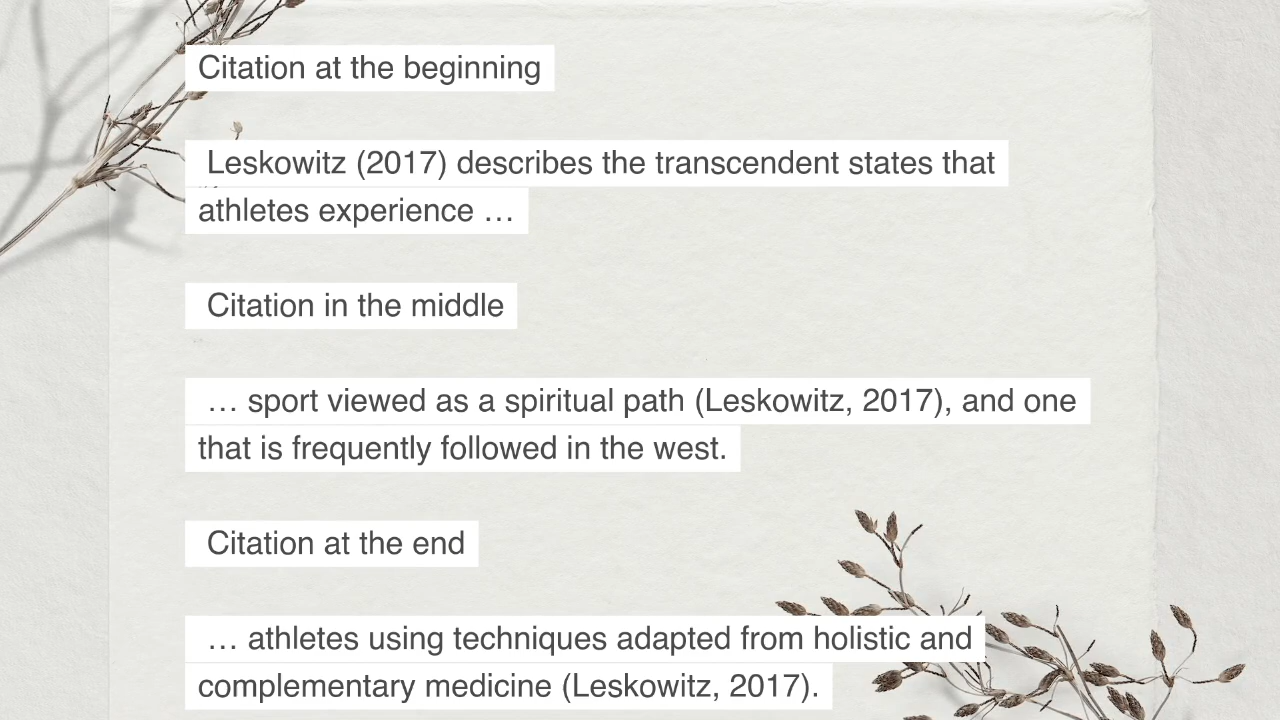 Citation at the beginning
Leskowitz (2017) describes the transcendent states that
athletes experience …
Citation in the middle
… sport viewed as a spiritual path (Leskowitz, 2017), and one
that is frequently followed in the west.
Citation at the end
… athletes using techniques adapted from holistic and
complementary medicine (Leskowitz, 2017).